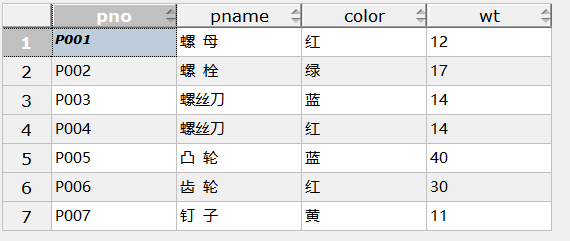 pno pname color wt
1 P001 螺 母 红 12
2 P002 螺 栓 绿 17
3 P003 螺丝刀 蓝 14
4 P004 螺丝刀 红 14
5 P005 凸 轮 蓝 40
6 P006 齿 轮 红 30
7 P007 钉 子 黄 11